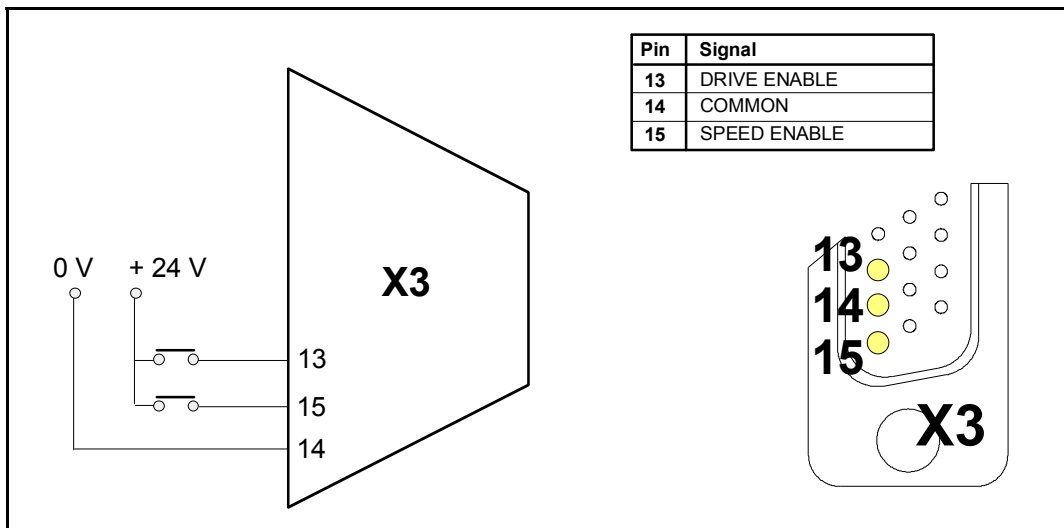 Pin Signal
13 DRIVE ENABLE
14 COMMON
15 SPEED ENABLE
0 V + 24 V
X3
13
15
14
13
14
15
X3